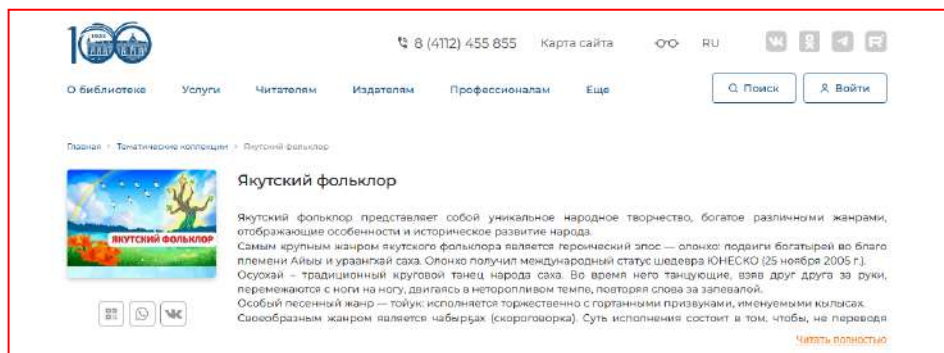 100
8 (4112) 455 855 Карта сайта RU
О библиотеке Услуги Читателям Издателям Профессионалам Еще Поиск Войти
Главная Тематические коллекции Якутский фольклор
ЯКУТСКИЙ ФОЛЬКЛОР
Якутский фольклор
Якутский фольклор представляет собой уникальное народное творчество, богатое различными жанрами,
отображающие особенности и историческое развитие народа.
Самым крупным жанром якутского фольклора является героический эпос — олонхо: подвиги богатырей во благо
племени Айыы и ураангхай саха. Олонхо получил международный статус шедевра ЮНЕСКО (25 ноября 2005 г.).
Осуохай – традиционный круговой танец народа саха. Во время него танцующие, взяв друг друга за руки,
перемежаются с ноги на ногу, двигаясь в неторопливом темпе, повторяя слова за запевалой.
Особый песенный жанр — тойук: исполняется торжественно с гортанными призвуками, именуемыми кылысах.
Своеобразным жанром является чабырҕах (скороговорка). Суть исполнения состоит в том, чтобы, не переводя
Читать полностью